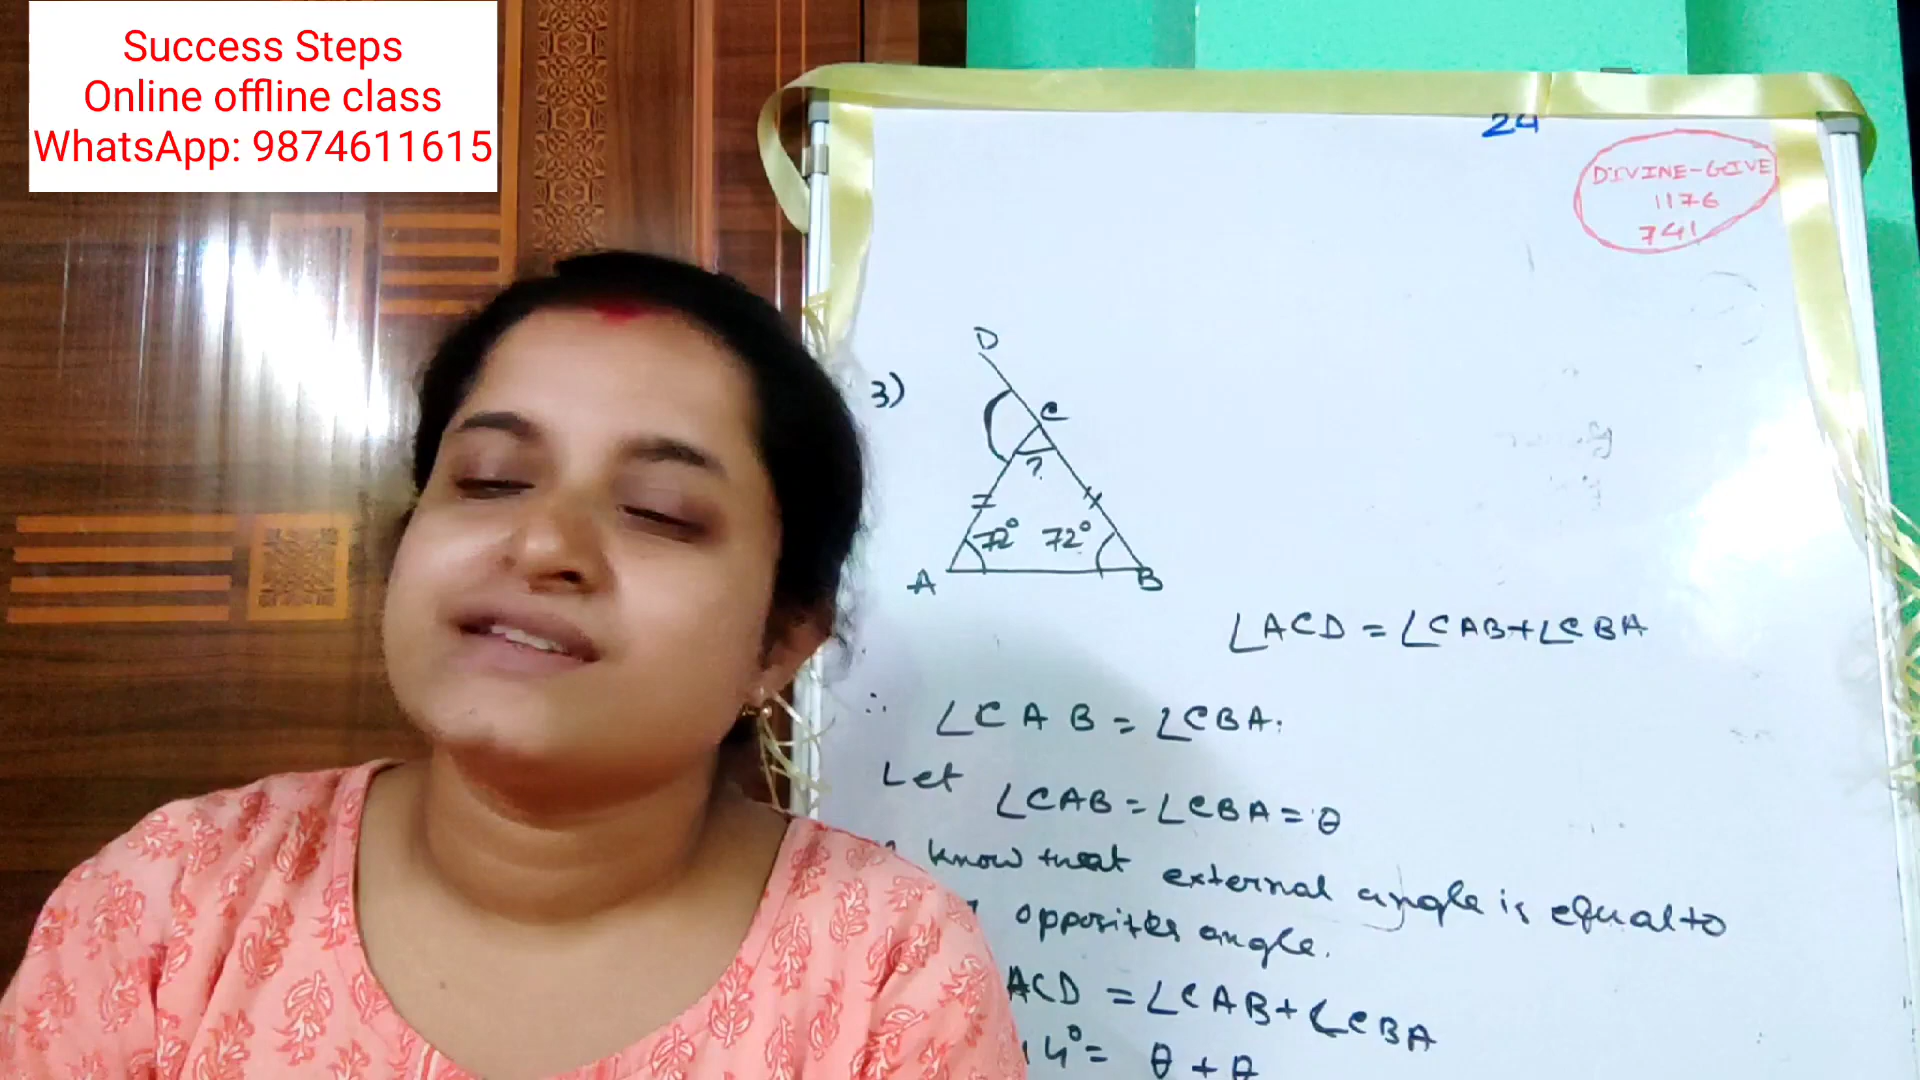 Success Steps
Online offline class
WhatsApp: 9874611615
24
DIVINE-GIVE
1176
741
3)
D
C
?
72° 72°
A B
∠ACD = ∠CAB+∠CBA
∴ ∠CAB = ∠CBA.
Let ∠CAB = ∠CBA = θ
know that external angle is equal to
opposites angle.
ACD = ∠CAB + ∠CBA
4° = θ + θ